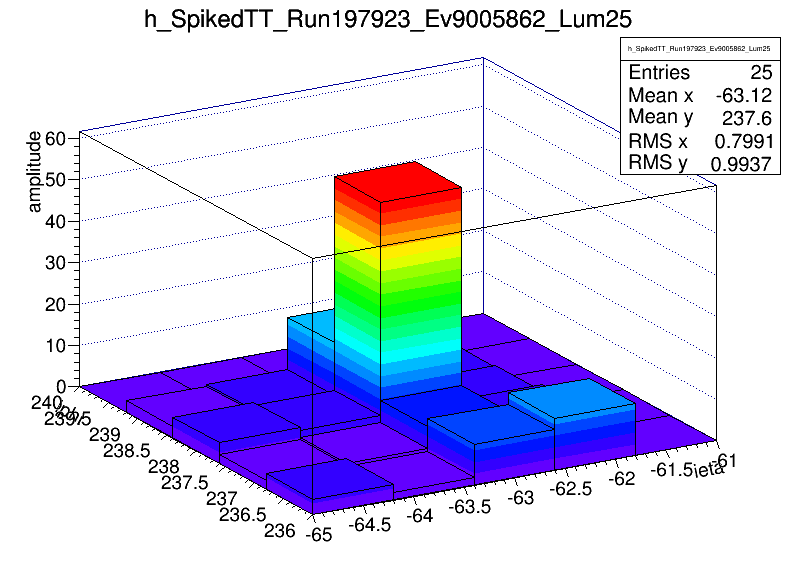 h_SpikedTT_Run197923_Ev9005862_Lum25
h_SpikedTT_Run197923_Ev9005862_Lum25
Entries 25
Mean x -63.12
Mean y 237.6
RMS x 0.7991
RMS y 0.9937
amplitude
60
50
40
30
20
10
0
240
239.5
239
238.5
238
237.5
237
236.5
236
-65
-64.5
-64
-63.5
-63
-62.5
-62
-61.5
-61
ieta